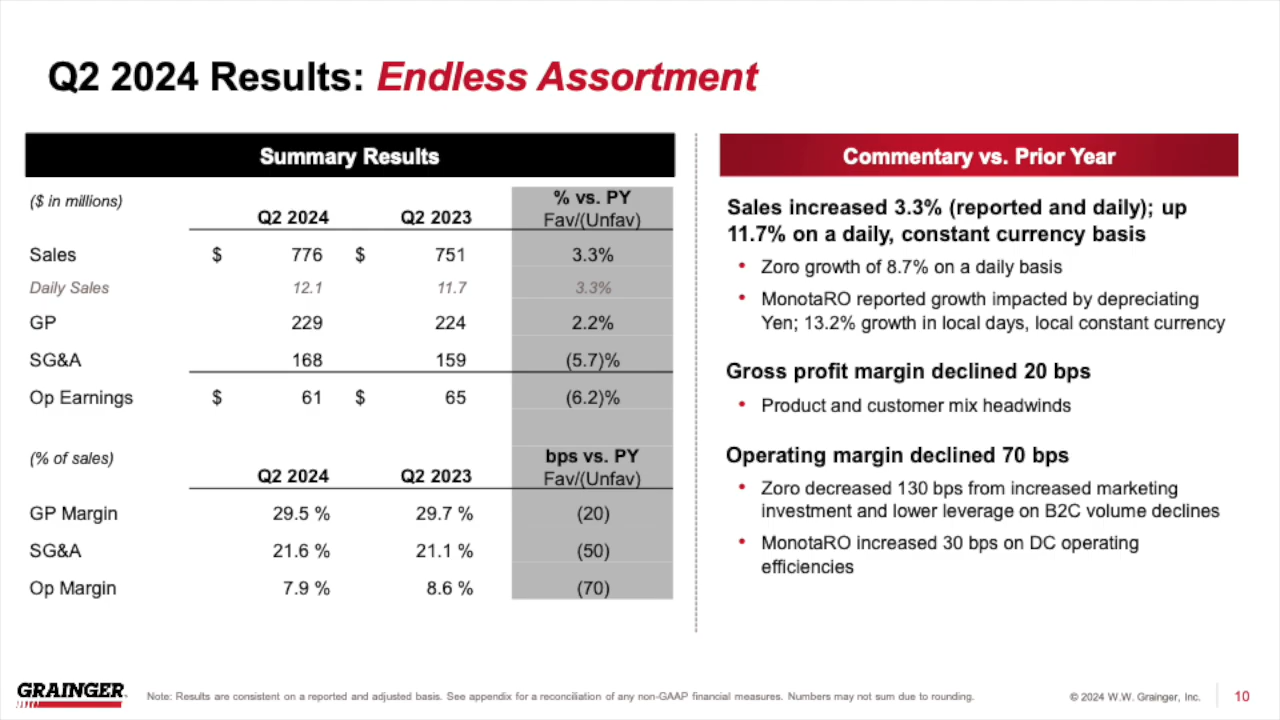 Q2 2024 Results: Endless Assortment
Summary Results
($ in millions)
Q2 2024 Q2 2023 % vs. PY Fav/(Unfav)
Sales $ 776 $ 751 3.3%
Daily Sales 12.1 11.7 3.3%
GP 229 224 2.2%
SG&A 168 159 (5.7)%
Op Earnings $ 61 $ 65 (6.2)%
(% of sales)
Q2 2024 Q2 2023 bps vs. PY Fav/(Unfav)
GP Margin 29.5 % 29.7 % (20)
SG&A 21.6 % 21.1 % (50)
Op Margin 7.9 % 8.6 % (70)
Commentary vs. Prior Year
Sales increased 3.3% (reported and daily); up
11.7% on a daily, constant currency basis
• Zoro growth of 8.7% on a daily basis
• MonotaRO reported growth impacted by depreciating
Yen; 13.2% growth in local days, local constant currency
Gross profit margin declined 20 bps
• Product and customer mix headwinds
Operating margin declined 70 bps
• Zoro decreased 130 bps from increased marketing
investment and lower leverage on B2C volume declines
• MonotaRO increased 30 bps on DC operating
efficiencies
GRAINGER
Note: Results are consistent on a reported and adjusted basis. See appendix for a reconciliation of any non-GAAP financial measures. Numbers may not sum due to rounding.
© 2024 W.W. Grainger, Inc.
10